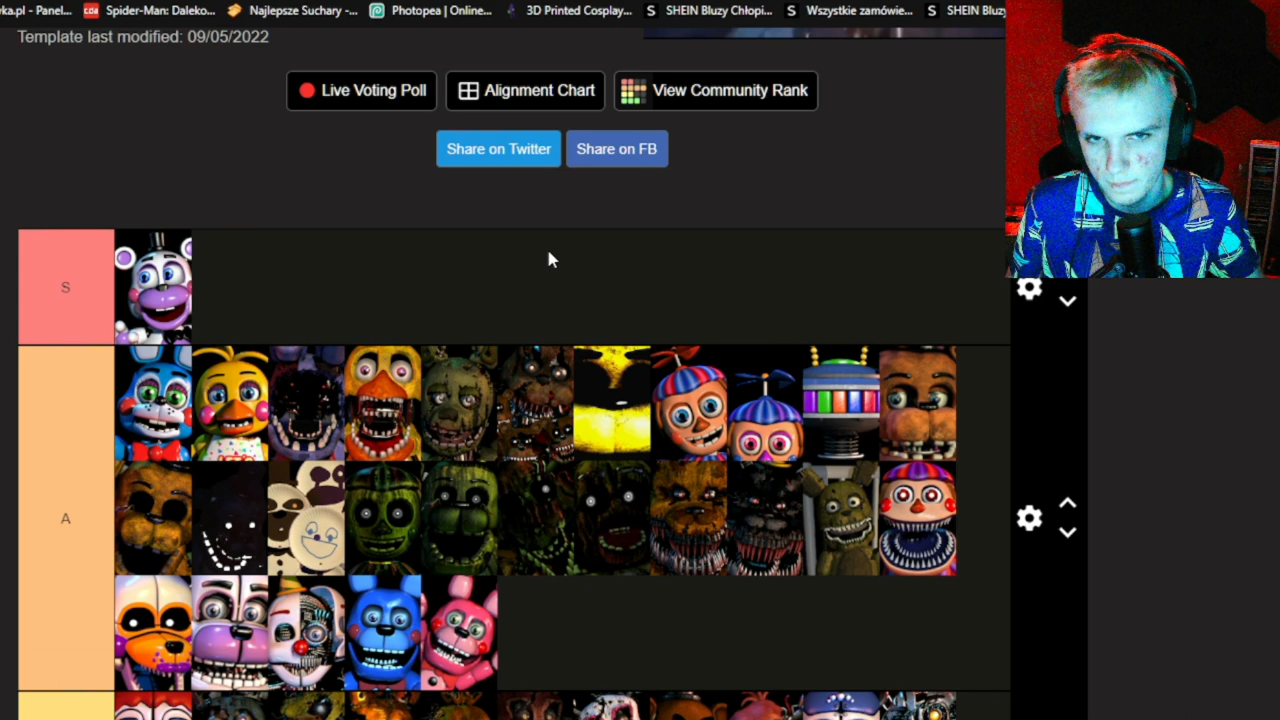 ka.pl - Panel... CDA Spider-Man: Daleko... Najlepsze Suchary -... Photopea | Online... 3D Printed Cosplay... S SHEIN Bluzy Chłopi... S Wszystkie zamówie... S SHEIN Bluzy
Template last modified: 09/05/2022
Live Voting Poll Alignment Chart View Community Rank
Share on Twitter Share on FB
S
A